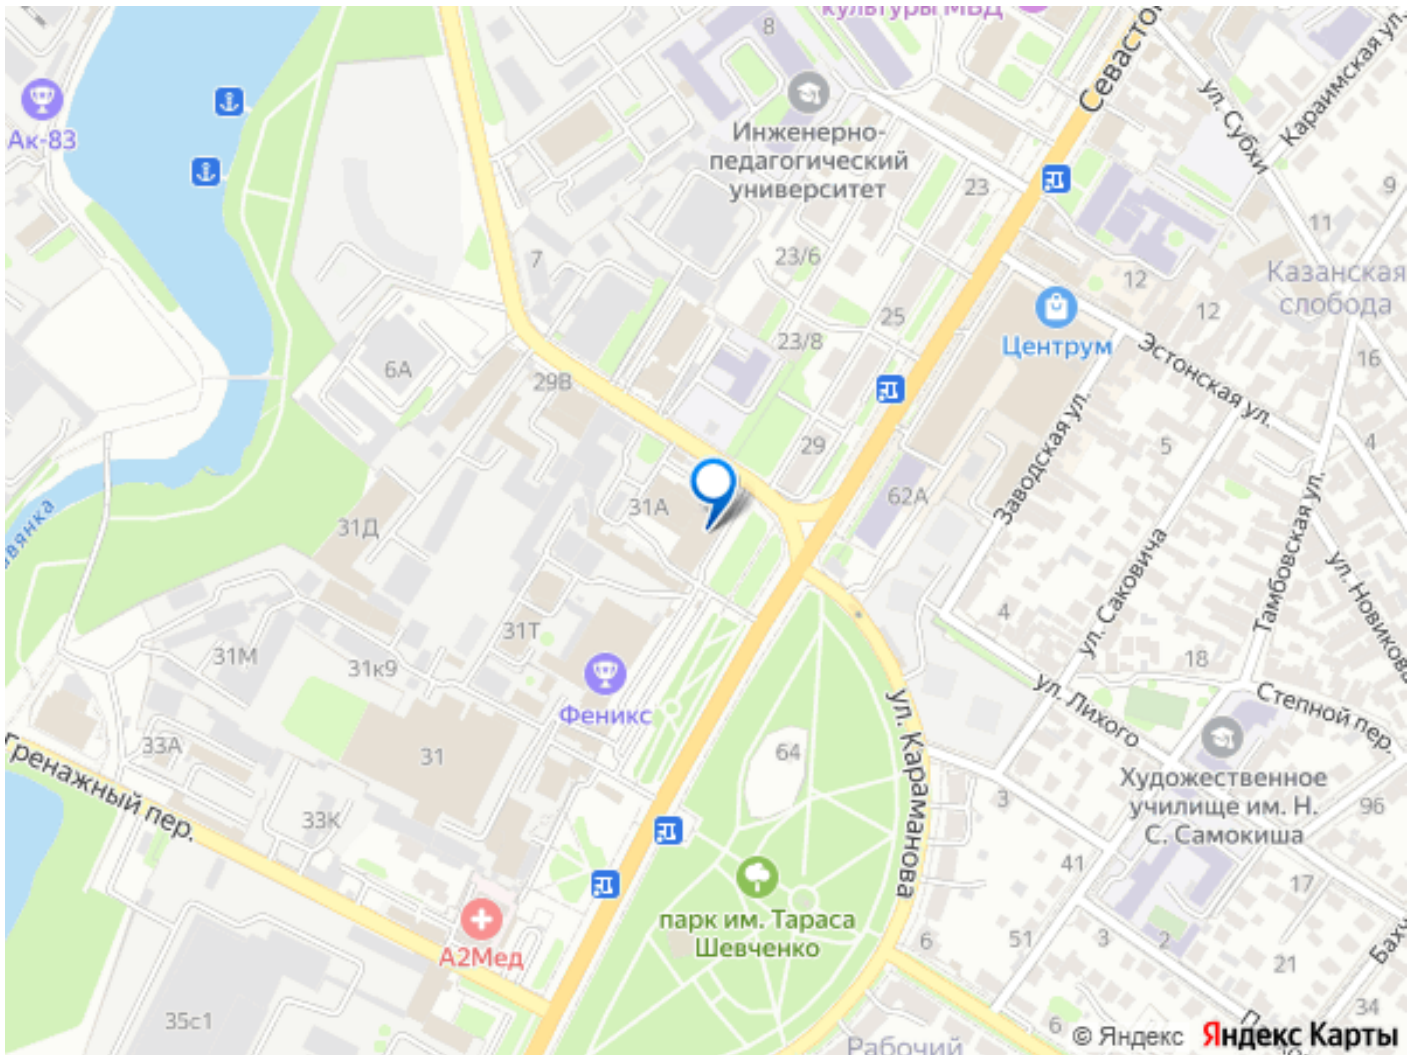 культуры МВД
Севасто
8
Караимская ул.
ул. Субхи
Ак-83
Инженерно-
педагогический
университет
23
9
11
7
23/6
12
Казанская
слобода
12
25
Центрум
23/8
Эстонская ул.
16
6А
29В
Заводская ул.
29
5
4
31А
62А
31Д
вянка
ул. Саковича
Тамбовская ул.
ул. Новикова
4
31Т
31М
31к9
18
Феникс
ул. Лихого
Степной пер.
ул. Караманова
33А
31
64
Художественное
училище им. Н.
С. Самокиша
Тренажный пер.
3
96
33К
41
17
парк им. Тараса
Шевченко
А2Мед
6
51
3
2
21
Бахч
35с1
34
6
Рабочий
© Яндекс Яндекс Карты